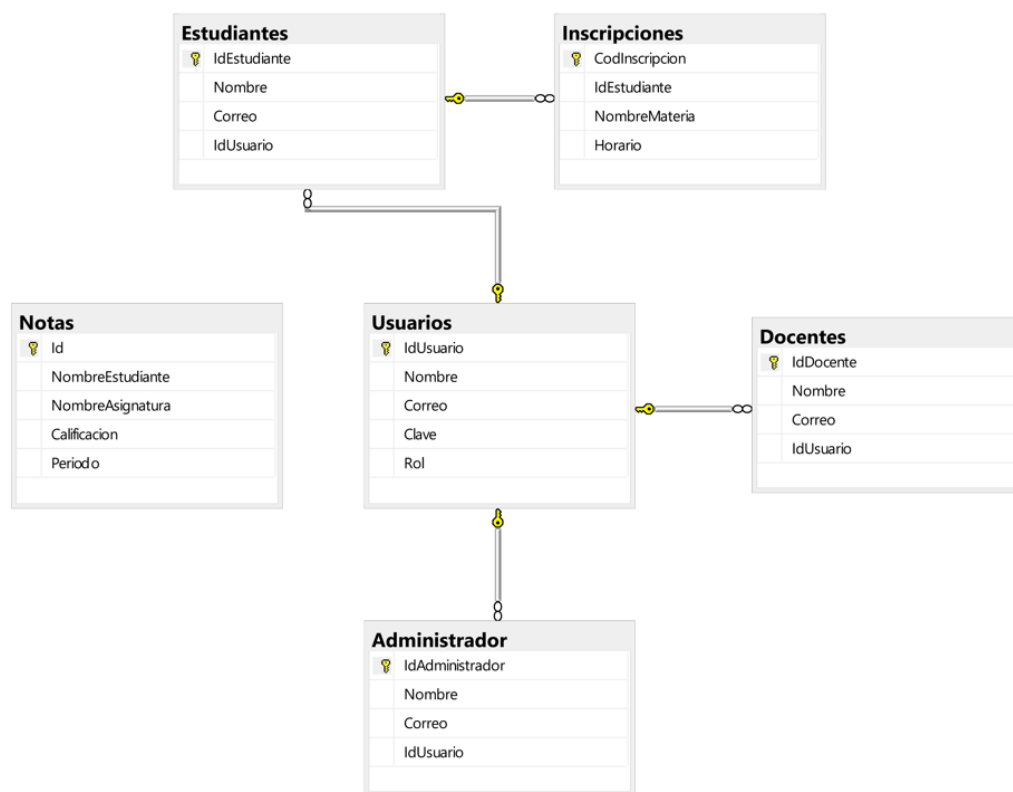 Estudiantes
IdEstudiante
Nombre
Correo
IdUsuario
Inscripciones
CodInscripcion
IdEstudiante
NombreMateria
Horario
Notas
Id
NombreEstudiante
NombreAsignatura
Calificacion
Periodo
Usuarios
IdUsuario
Nombre
Correo
Clave
Rol
Docentes
IdDocente
Nombre
Correo
IdUsuario
Administrador
IdAdministrador
Nombre
Correo
IdUsuario